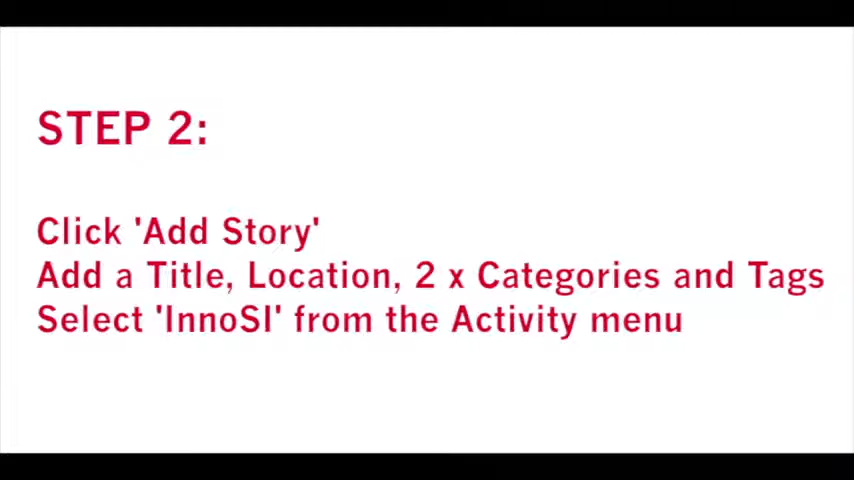 STEP 2:
Click 'Add Story'
Add a Title, Location, 2 x Categories and Tags
Select 'InnoSI' from the Activity menu